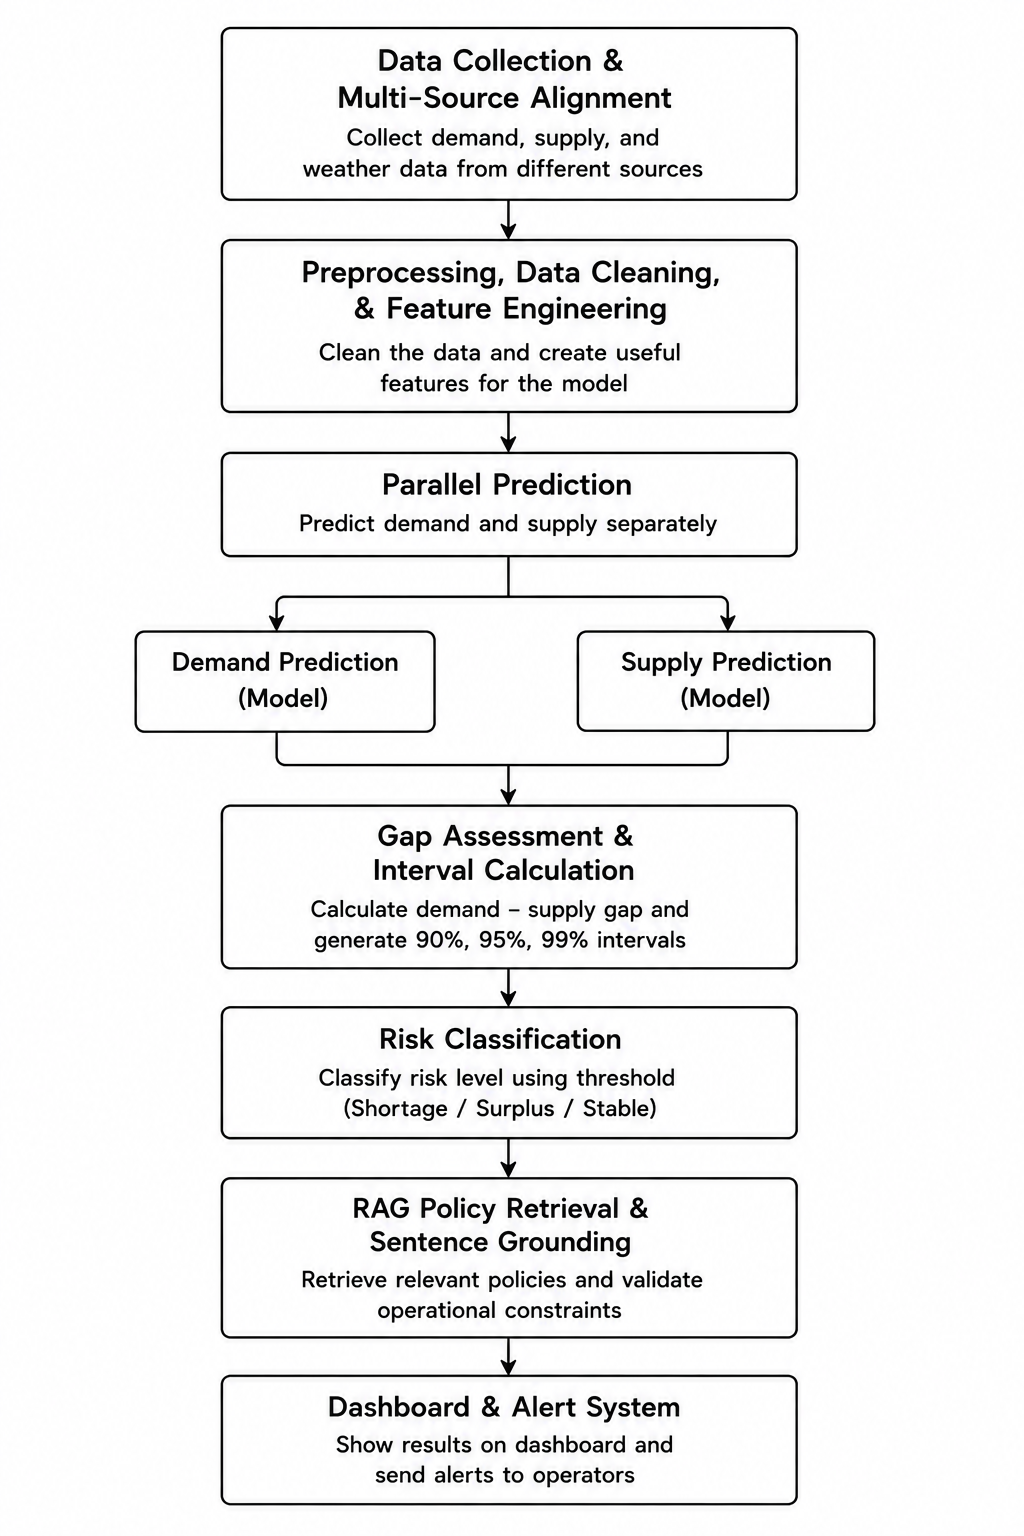 Data Collection &
Multi-Source Alignment
Collect demand, supply, and
weather data from different sources
Preprocessing, Data Cleaning,
& Feature Engineering
Clean the data and create useful
features for the model
Parallel Prediction
Predict demand and supply separately
Demand Prediction
(Model)
Supply Prediction
(Model)
Gap Assessment &
Interval Calculation
Calculate demand – supply gap and
generate 90%, 95%, 99% intervals
Risk Classification
Classify risk level using threshold
(Shortage / Surplus / Stable)
RAG Policy Retrieval &
Sentence Grounding
Retrieve relevant policies and validate
operational constraints
Dashboard & Alert System
Show results on dashboard and
send alerts to operators